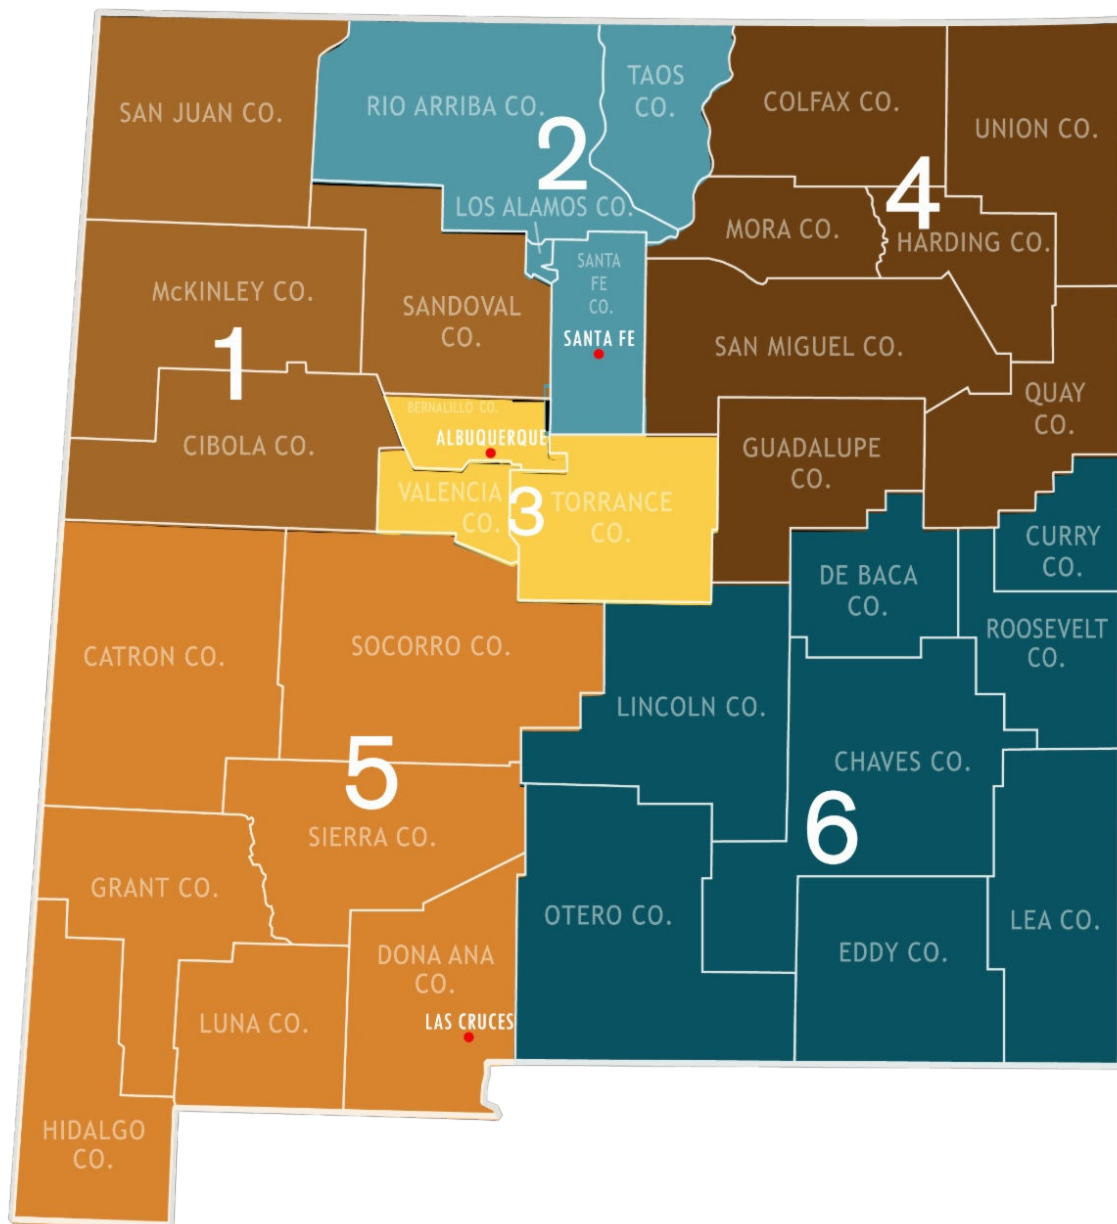 SAN JUAN CO.
RIO ARRIBA CO.
TAOS
CO.
COLFAX CO.
UNION CO.
2
4
LOS ALAMOS CO.
MORA CO.
HARDING CO.
McKINLEY CO.
SANDOVAL
CO.
SANTA
FE
CO.
SANTA FE
SAN MIGUEL CO.
1
QUAY
CO.
CIBOLA CO.
BERNALILLO CO.
ALBUQUERQUE
GUADALUPE
CO.
VALENCIA
CO.
3
TORRANCE
CO.
CURRY
CO.
DE BACA
CO.
ROOSEVELT
CO.
CATRON CO.
SOCORRO CO.
LINCOLN CO.
CHAVES CO.
5
6
SIERRA CO.
GRANT CO.
OTERO CO.
LEA CO.
DONA ANA
CO.
EDDY CO.
LUNA CO.
LAS CRUCES
HIDALGO
CO.